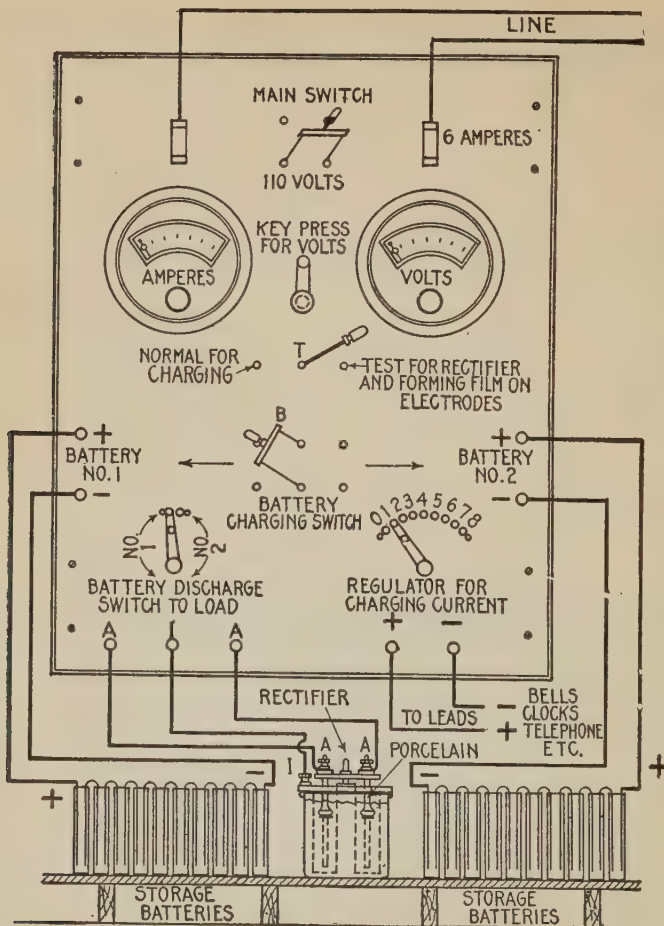 LINE
MAIN SWITCH
6 AMPERES
110 VOLTS
KEY PRESS
FOR VOLTS
AMPERES
VOLTS
NORMAL FOR
CHARGING
T
TEST FOR RECTIFIER
AND FORMING FILM ON
ELECTRODES
B
+
BATTERY
NO.1
-
+
BATTERY
NO.2
-
BATTERY
CHARGING SWITCH
NO.
1
NO.
2
BATTERY DISCHARGE
SWITCH TO LOAD
012345678
REGULATOR FOR
CHARGING CURRENT
A
A
+
-
RECTIFIER
TO LEADS
- BELLS
CLOCKS
+ TELEPHONE
ETC.
A
A
PORCELAIN
I
-
+
-
+
STORAGE
BATTERIES
STORAGE
BATTERIES